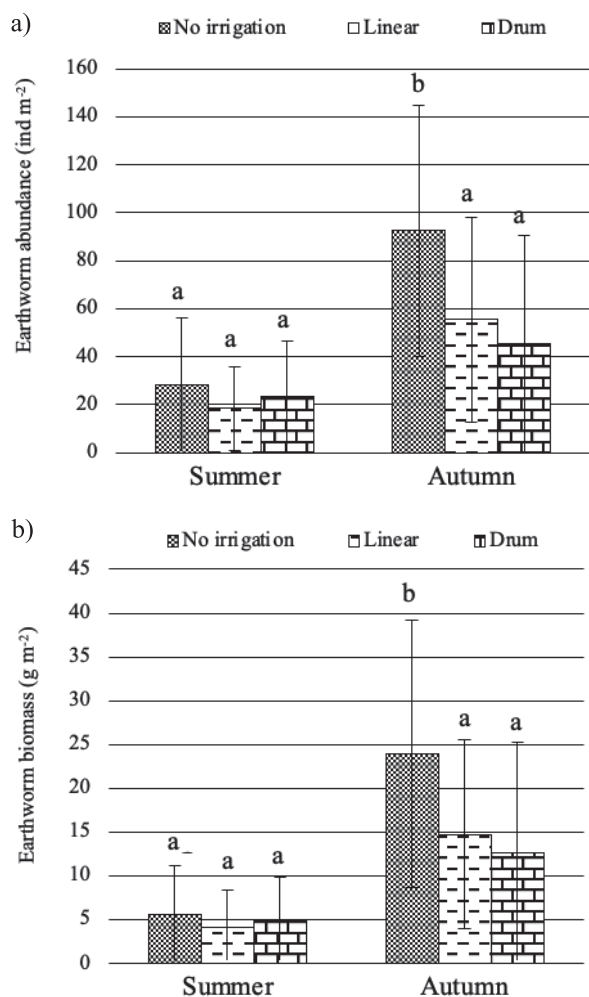 a)
No irrigation Linear Drum
Earthworm abundance (ind m-2)
160
140
120
100
80
60
40
20
0
b
a
a
a
a
a
Summer Autumn
b)
No irrigation Linear Drum
Earthworm biomass (g m-2)
45
40
35
30
25
20
15
10
5
0
b
a
a
a
a
a
Summer Autumn